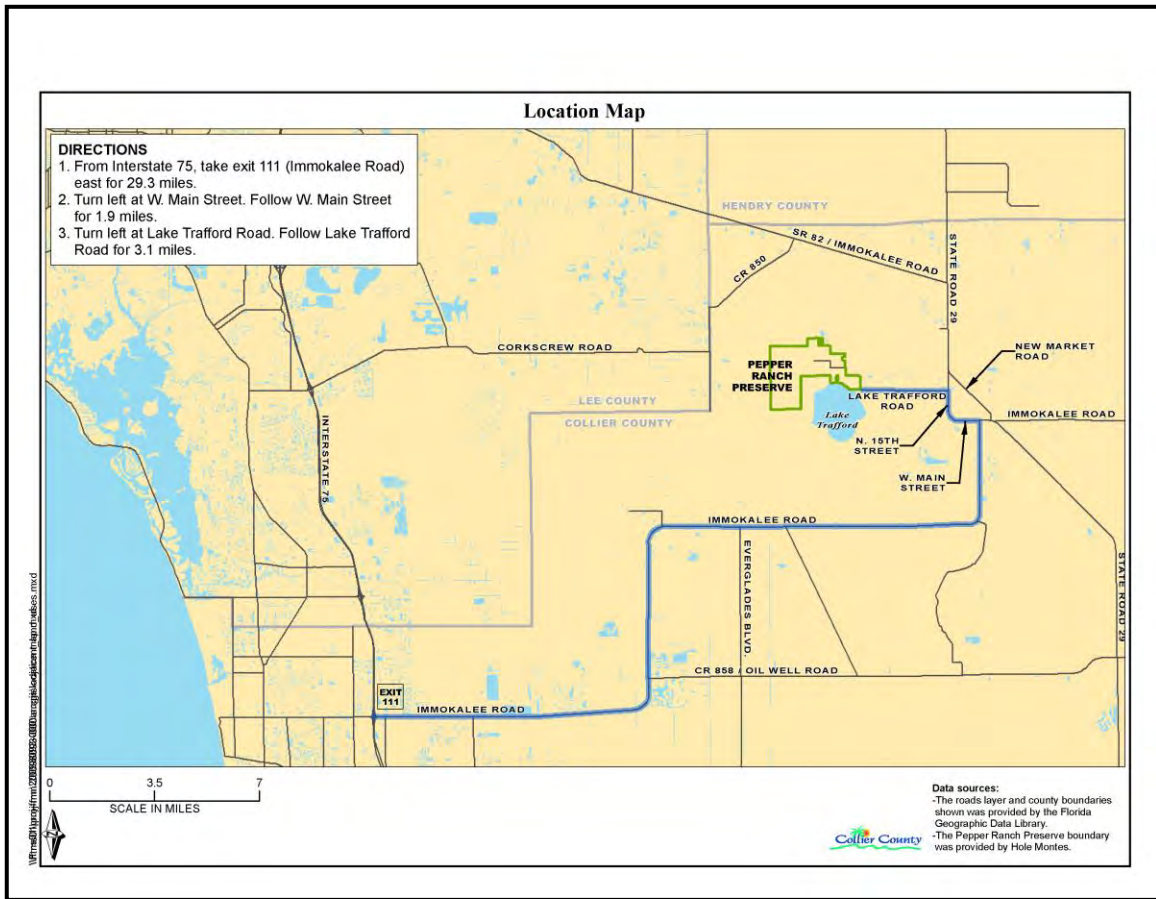 Location Map
DIRECTIONS
1. From Interstate 75, take exit 111 (Immokalee Road)
east for 29.3 miles.
2. Turn left at W. Main Street. Follow W. Main Street
for 1.9 miles.
3. Turn left at Lake Trafford Road. Follow Lake Trafford
Road for 3.1 miles.
HENDRY COUNTY
SR 82 / IMMOKALEE ROAD
CR 850
STATE ROAD 29
CORKSCREW ROAD
NEW MARKET
ROAD
PEPPER
RANCH
PRESERVE
LAKE TRAFFORD
ROAD
LEE COUNTY
COLLIER COUNTY
Lake
Trafford
IMMOKALEE ROAD
N. 15TH
STREET
W. MAIN
STREET
INTERSTATE 75
IMMOKALEE ROAD
EVERGLADES BLVD.
STATE ROAD 29
CR 858 / OIL WELL ROAD
EXIT
111
IMMOKALEE ROAD
0 3.5 7
SCALE IN MILES
Collier County
Data sources:
-The roads layer and county boundaries
shown was provided by the Florida
Geographic Data Library.
-The Pepper Ranch Preserve boundary
was provided by Hole Montes.